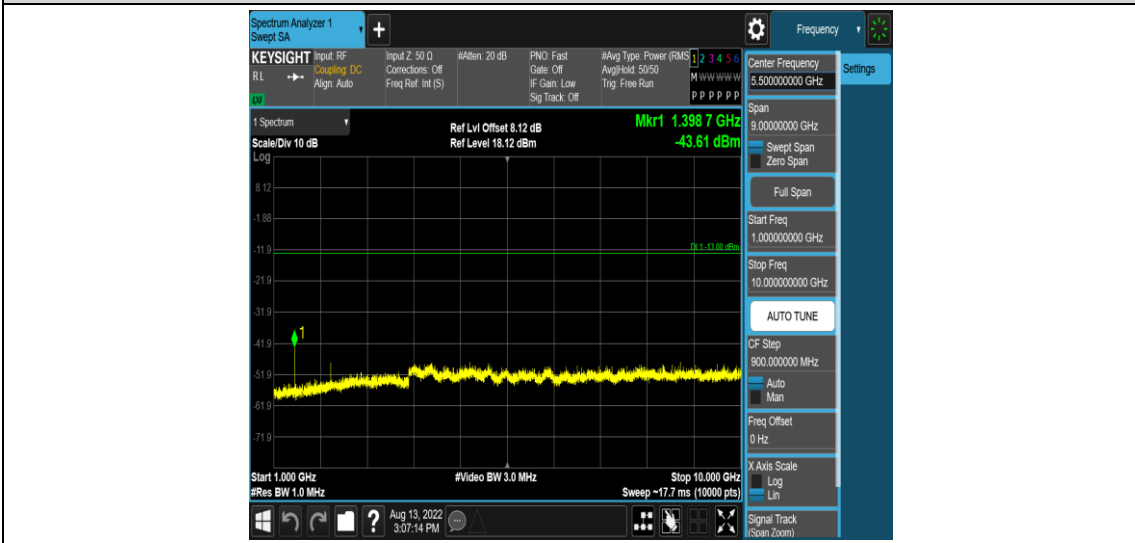 Spectrum Analyzer 1
Swept SA
+
Frequency
KEYSIGHT
R L
LXI
Input: RF
Coupling: DC
Align: Auto
Input Z: 50 Ω
Corrections: Off
Freq Ref: Int (S)
#Atten: 20 dB
PNO: Fast
Gate: Off
IF Gain: Low
Sig Track: Off
#Avg Type: Power (RMS
Avg|Hold: 50/50
Trig: Free Run
1 2 3 4 5 6
M W W W W W
P P P P P P
1 Spectrum
Scale/Div 10 dB
Log
Ref Lvl Offset 8.12 dB
Ref Level 18.12 dBm
Mkr1 1.398 7 GHz
-43.61 dBm
8.12
-1.88
-11.9
DL1 -13.00 dBm
-21.9
-31.9
1
-41.9
-51.9
-61.9
-71.9
Start 1.000 GHz
#Video BW 3.0 MHz
Stop 10.000 GHz
#Res BW 1.0 MHz
Sweep ~17.7 ms (10000 pts)
?
Aug 13, 2022
3:07:14 PM
Center Frequency
5.500000000 GHz
Settings
Span
9.00000000 GHz
Swept Span
Zero Span
Full Span
Start Freq
1.000000000 GHz
Stop Freq
10.000000000 GHz
AUTO TUNE
CF Step
900.000000 MHz
Auto
Man
Freq Offset
0 Hz
X Axis Scale
Log
Lin
Signal Track
(Span Zoom)